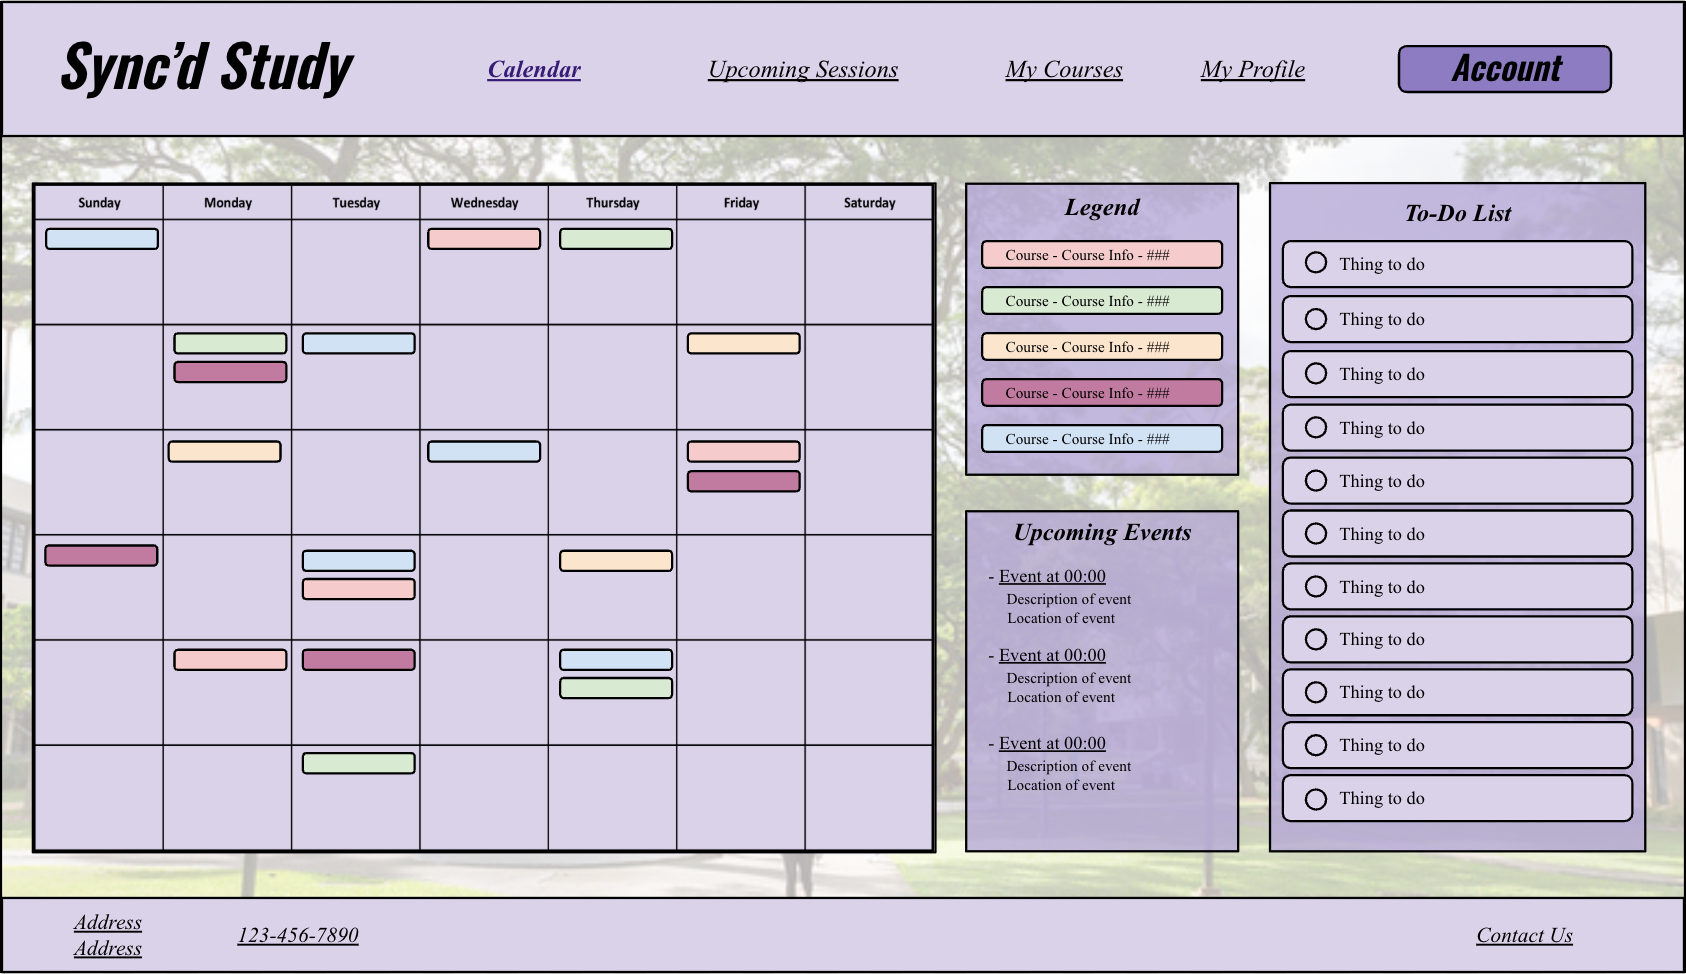 Sync'd Study
Calendar
Upcoming Sessions
My Courses
My Profile
Account
Sunday
Monday
Tuesday
Wednesday
Thursday
Friday
Saturday
Legend
Course - Course Info - ###
Course - Course Info - ###
Course - Course Info - ###
Course - Course Info - ###
Course - Course Info - ###
Upcoming Events
- Event at 00:00
Description of event
Location of event
- Event at 00:00
Description of event
Location of event
- Event at 00:00
Description of event
Location of event
To-Do List
Thing to do
Thing to do
Thing to do
Thing to do
Thing to do
Thing to do
Thing to do
Thing to do
Thing to do
Thing to do
Thing to do
Address
Address
123-456-7890
Contact Us